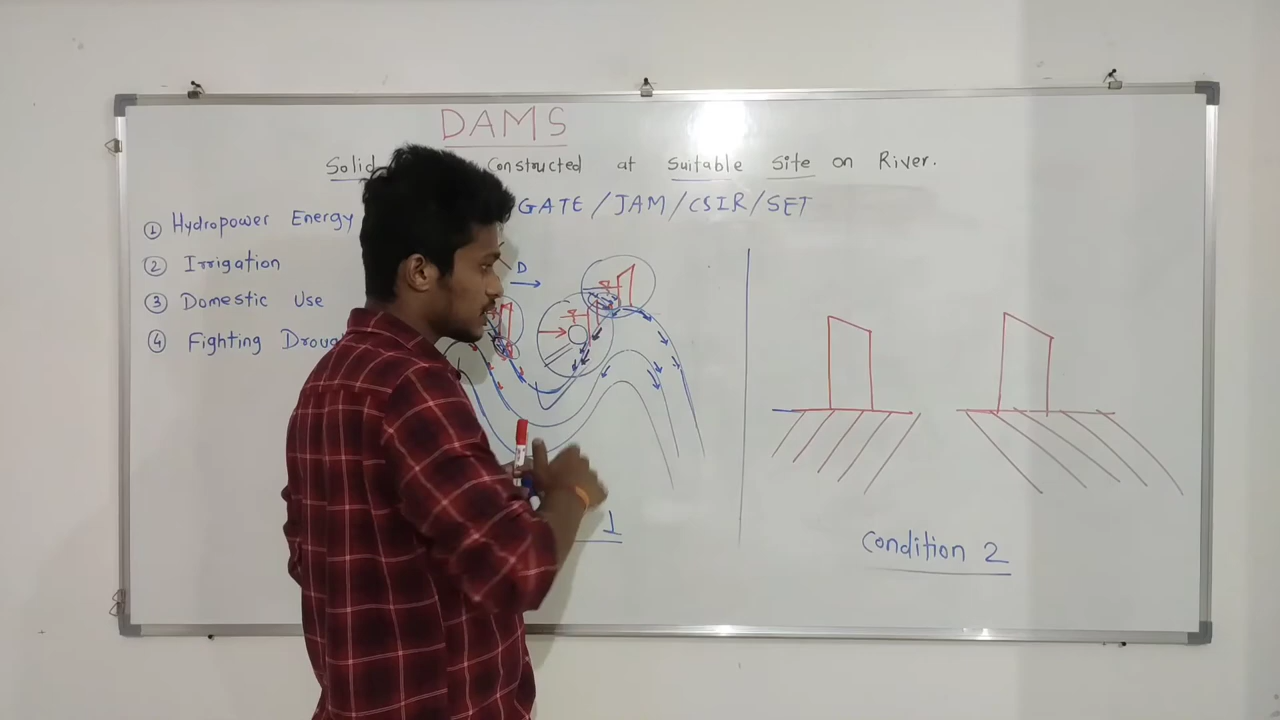 DAMS
Solid Constructed at Suitable Site on River.
GATE / JAM / CSIR / SET
① Hydropower Energy
② Irrigation
③ Domestic Use
④ Fighting
D
1
Condition 2